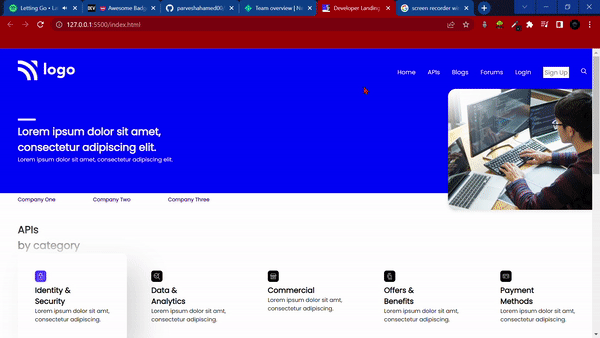 Letting Go • La
Awesome Bad
parveshahamed00
Team overview | Ne
Developer Landing
screen recorder wi
127.0.0.1:5500/index.html
logo
Home APIs Blogs Forums Login Sign Up
Lorem ipsum dolor sit amet,
consectetur adipiscing elit.
Lorem ipsum dolor sit amet, consectetur adipiscing elit.
Company One Company Two Company Three
APIs
by category
Identity &
Security
Lorem ipsum dolor sit amt,
consectetur adipiscing.
Data &
Analytics
Lorem ipsum dolor sit amt,
consectetur adipiscing.
Commercial
Lorem ipsum dolor sit amt,
consectetur adipiscing.
Offers &
Benefits
Lorem ipsum dolor sit amt,
consectetur adipiscing.
Payment
Methods
Lorem ipsum dolor sit amt,
consectetur adipiscing.